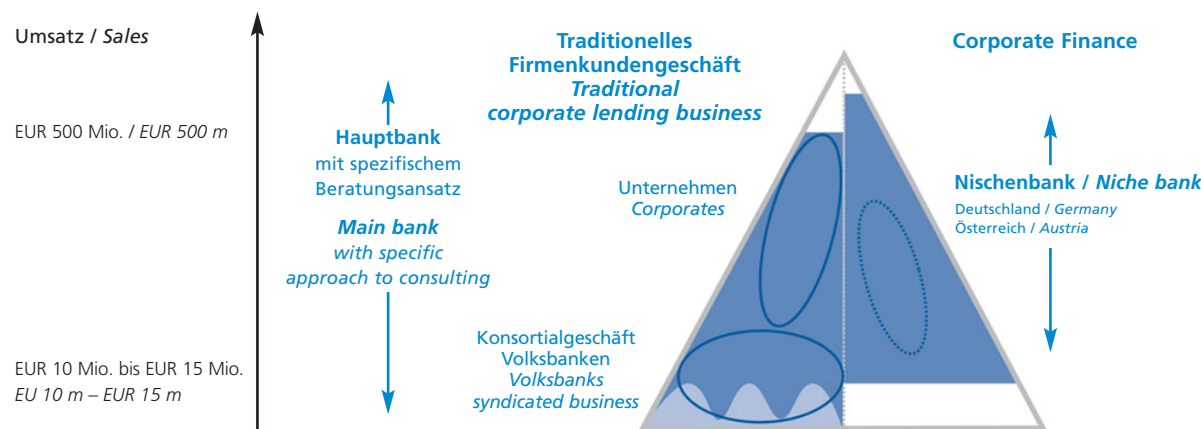 Umsatz / Sales
EUR 500 Mio. / EUR 500 m
EUR 10 Mio. bis EUR 15 Mio.
EU 10 m – EUR 15 m
Hauptbank
mit spezifischem
Beratungsansatz
Main bank
with specific
approach to consulting
Traditionelles
Firmenkundengeschäft
Traditional
corporate lending business
Unternehmen
Corporates
Konsortialgeschäft
Volksbanken
Volksbanks
syndicated business
Corporate Finance
Nischenbank / Niche bank
Deutschland / Germany
Österreich / Austria